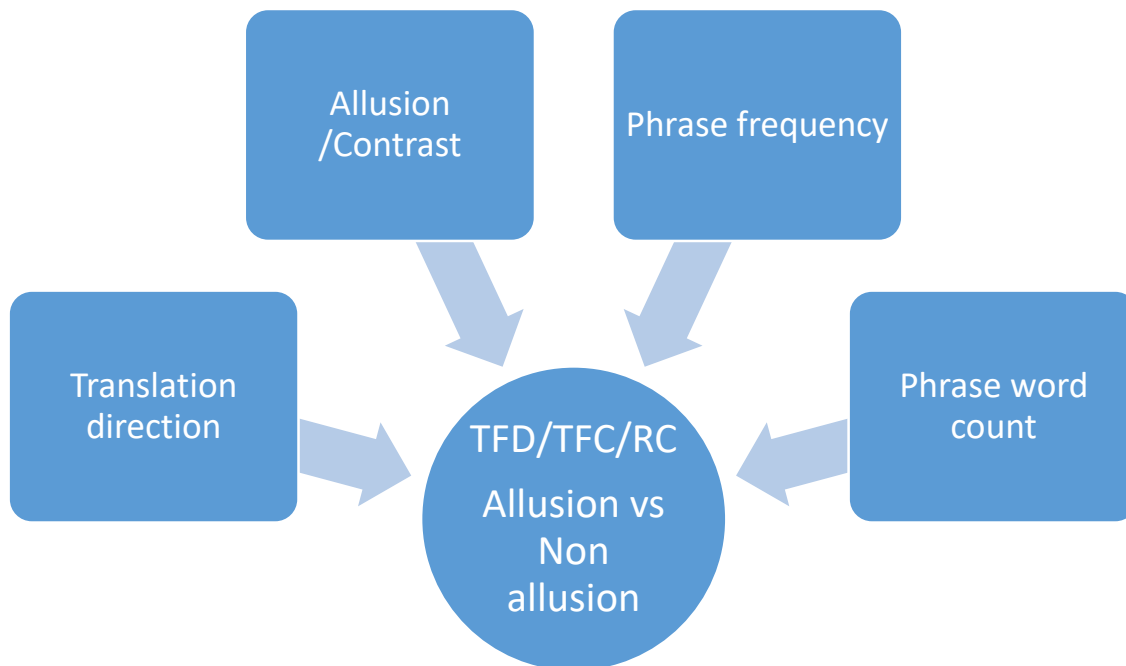 Allusion
/Contrast
Phrase frequency
Translation
direction
Phrase word
count
TFD/TFC/RC
Allusion vs
Non
allusion